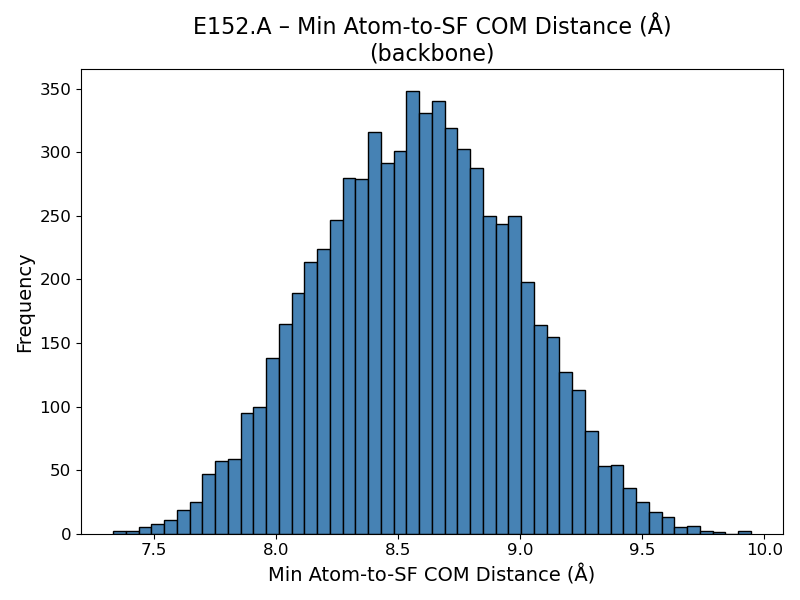 E152.A – Min Atom-to-SF COM Distance (Å)
(backbone)
350
300
250
200
150
100
50
0
Frequency
7.5 8.0 8.5 9.0 9.5 10.0
Min Atom-to-SF COM Distance (Å)